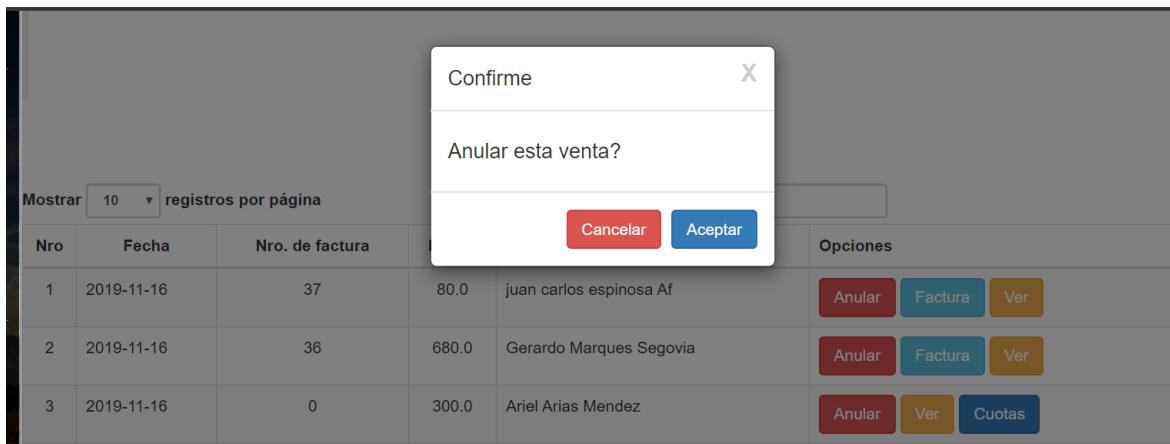 Confirme X
Anular esta venta?
Cancelar Aceptar
Mostrar 10 registros por página
Nro Fecha Nro. de factura Opciones
1 2019-11-16 37 80.0 juan carlos espinosa Af Anular Factura Ver
2 2019-11-16 36 680.0 Gerardo Marques Segovia Anular Factura Ver
3 2019-11-16 0 300.0 Ariel Arias Mendez Anular Ver Cuotas